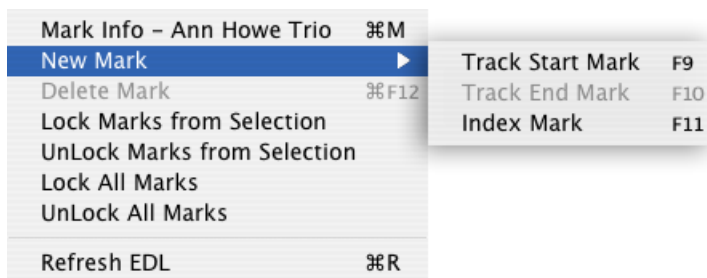 Mark Info – Ann Howe Trio ⌘M
New Mark ▶
Delete Mark ⌘F12
Lock Marks from Selection
UnLock Marks from Selection
Lock All Marks
UnLock All Marks
Refresh EDL ⌘R
Track Start Mark F9
Track End Mark F10
Index Mark F11